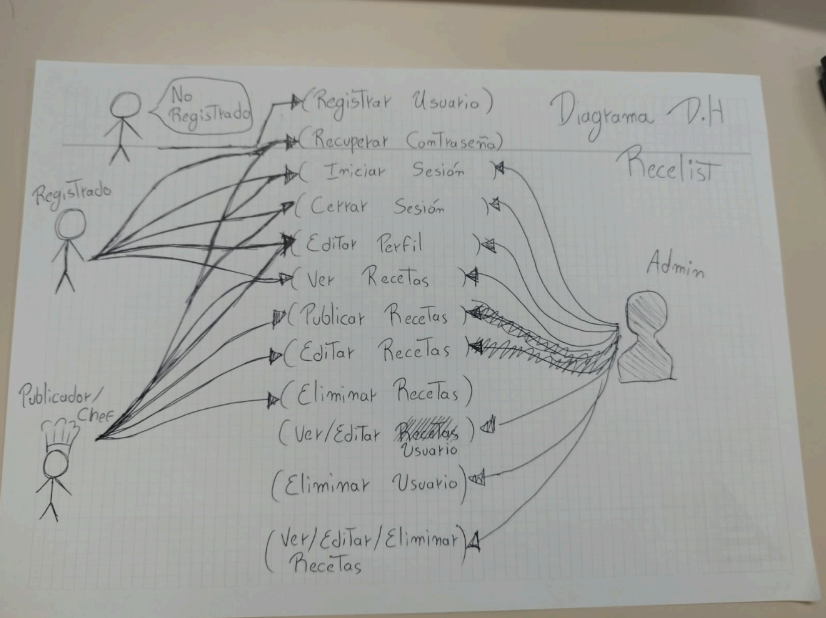 No
Registrado
(Registrar Usuario)
Diagrama D.H
(Recuperar Contraseña)
Recelist
(Iniciar Sesión)
Registrado
(Cerrar Sesión)
(Editar Perfil)
Admin
(Ver Recetas)
(Publicar Recetas)
(Editar Recetas)
Publicador/
Chef
(Eliminar Recetas)
(Ver/Editar Recetas)
Usuario
(Eliminar Usuario)
(Ver/Editar/Eliminar)
Recetas